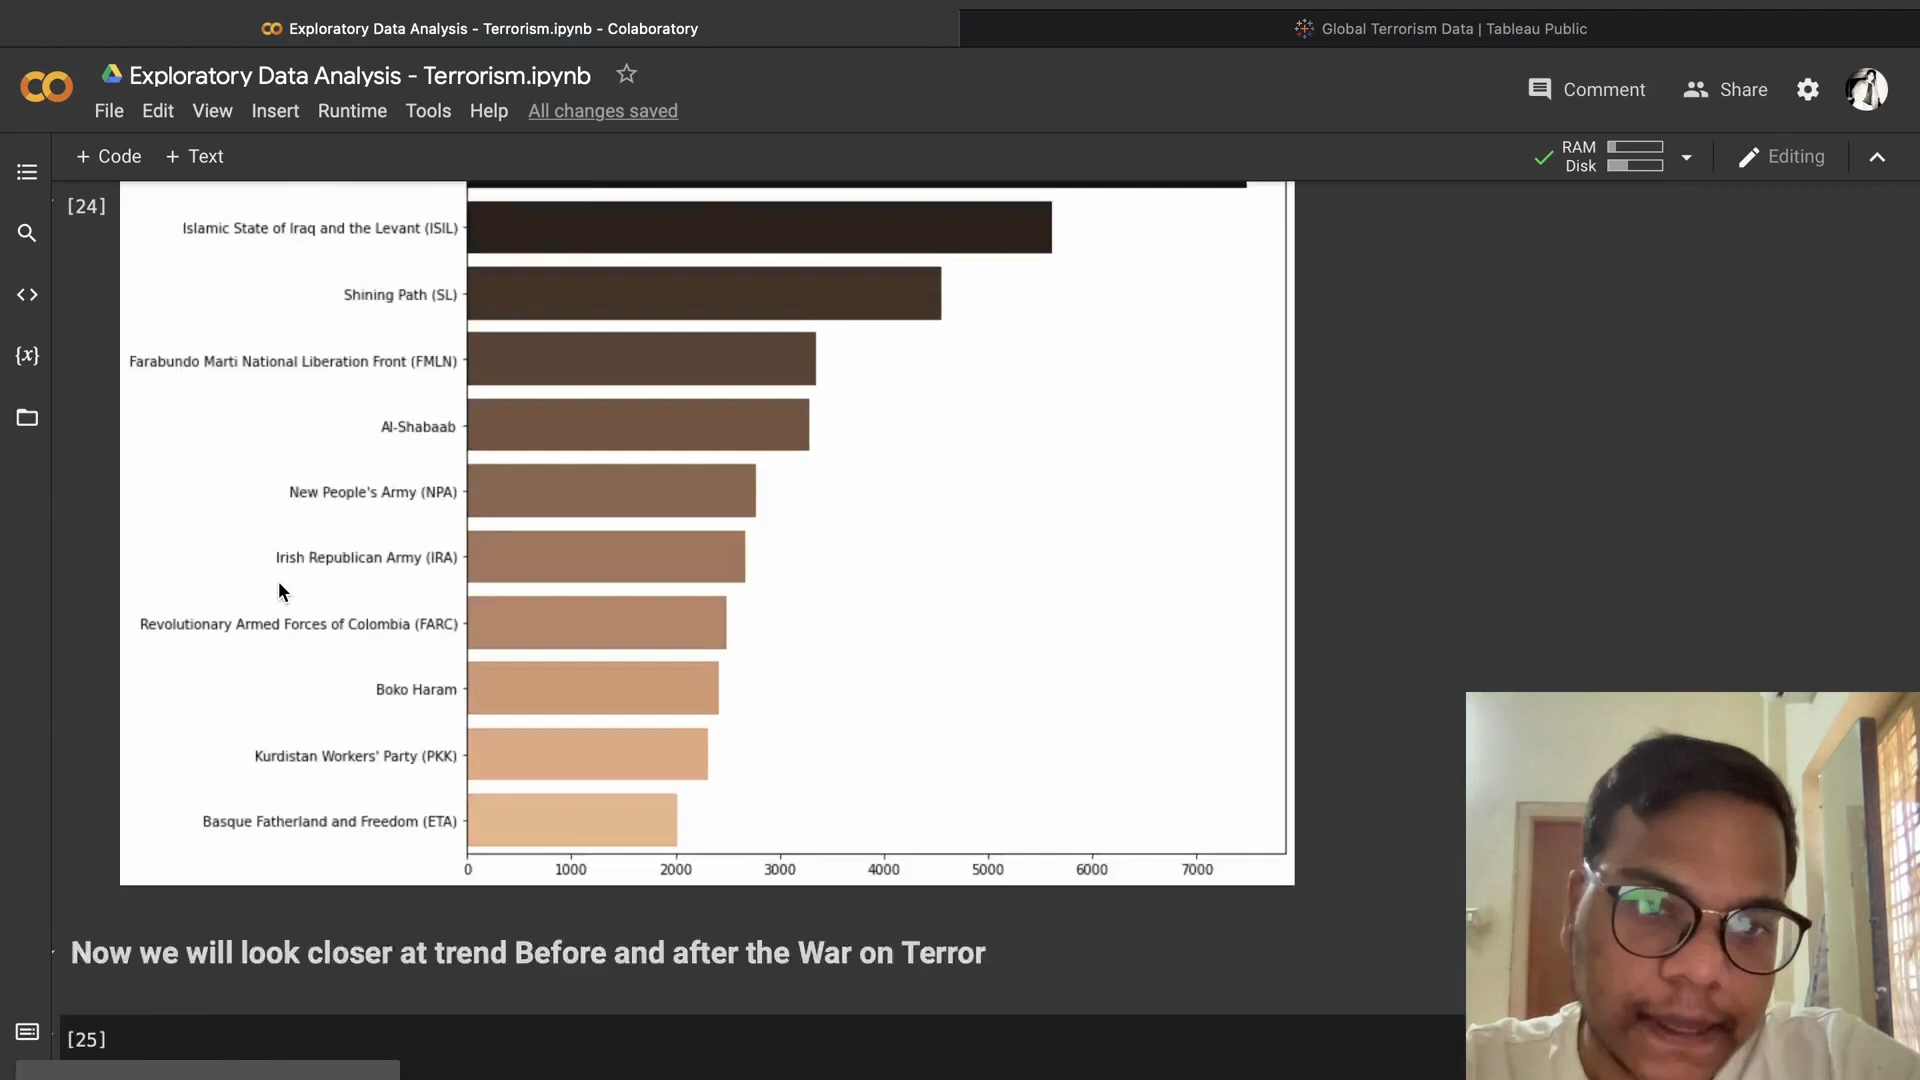 Exploratory Data Analysis - Terrorism.ipynb - Colaboratory
Global Terrorism Data | Tableau Public
Exploratory Data Analysis - Terrorism.ipynb
File Edit View Insert Runtime Tools Help All changes saved
Comment
Share
+ Code + Text
RAM
Disk
Editing
[24]
Islamic State of Iraq and the Levant (ISIL)
Shining Path (SL)
Farabundo Marti National Liberation Front (FMLN)
Al-Shabaab
New People's Army (NPA)
Irish Republican Army (IRA)
Revolutionary Armed Forces of Colombia (FARC)
Boko Haram
Kurdistan Workers' Party (PKK)
Basque Fatherland and Freedom (ETA)
0 1000 2000 3000 4000 5000 6000 7000
Now we will look closer at trend Before and after the War on Terror
[25]